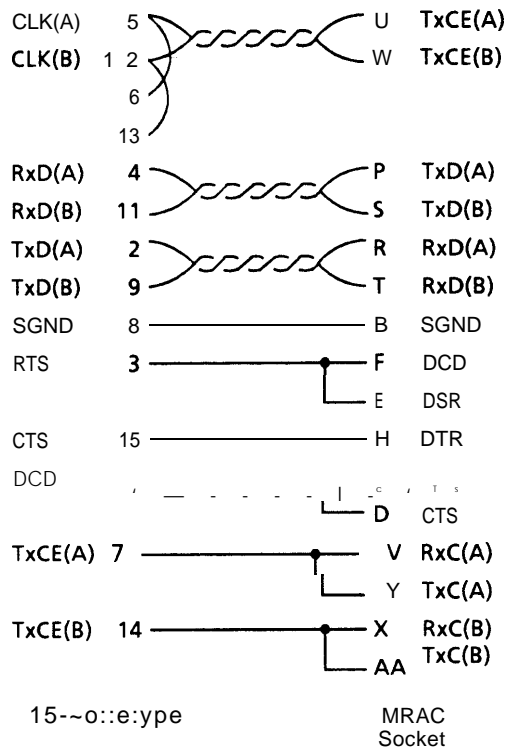 CLK(A) 5 U TxCE(A)
CLK(B) 1 2 W TxCE(B)
6
13
RxD(A) 4 P TxD(A)
RxD(B) 11 S TxD(B)
TxD(A) 2 R RxD(A)
TxD(B) 9 T RxD(B)
SGND 8 B SGND
RTS 3 F DCD
E DSR
CTS 15 H DTR
DCD
D CTS
TxCE(A) 7 V RxC(A)
Y TxC(A)
TxCE(B) 14 X RxC(B)
AA TxC(B)
15-~o::e:ype MRAC
Socket